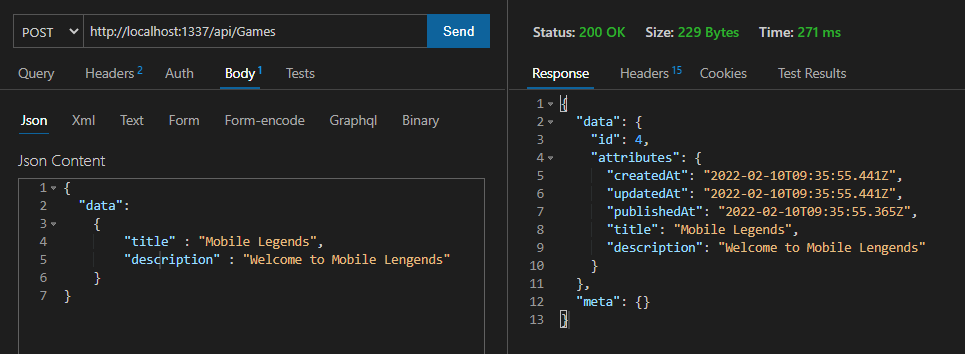 POST http://localhost:1337/api/Games Send
Query Headers 2 Auth Body 1 Tests
Json Xml Text Form Form-encode Graphql Binary
Json Content
1 {
2 "data":
3 {
4 "title" : "Mobile Legends",
5 "description" : "Welcome to Mobile Lengends"
6 }
7 }
Status: 200 OK Size: 229 Bytes Time: 271 ms
Response Headers 15 Cookies Test Results
1 {
2 "data": {
3 "id": 4,
4 "attributes": {
5 "createdAt": "2022-02-10T09:35:55.441Z",
6 "updatedAt": "2022-02-10T09:35:55.441Z",
7 "publishedAt": "2022-02-10T09:35:55.365Z",
8 "title": "Mobile Legends",
9 "description": "Welcome to Mobile Lengends"
10 }
11 },
12 "meta": {}
13 }